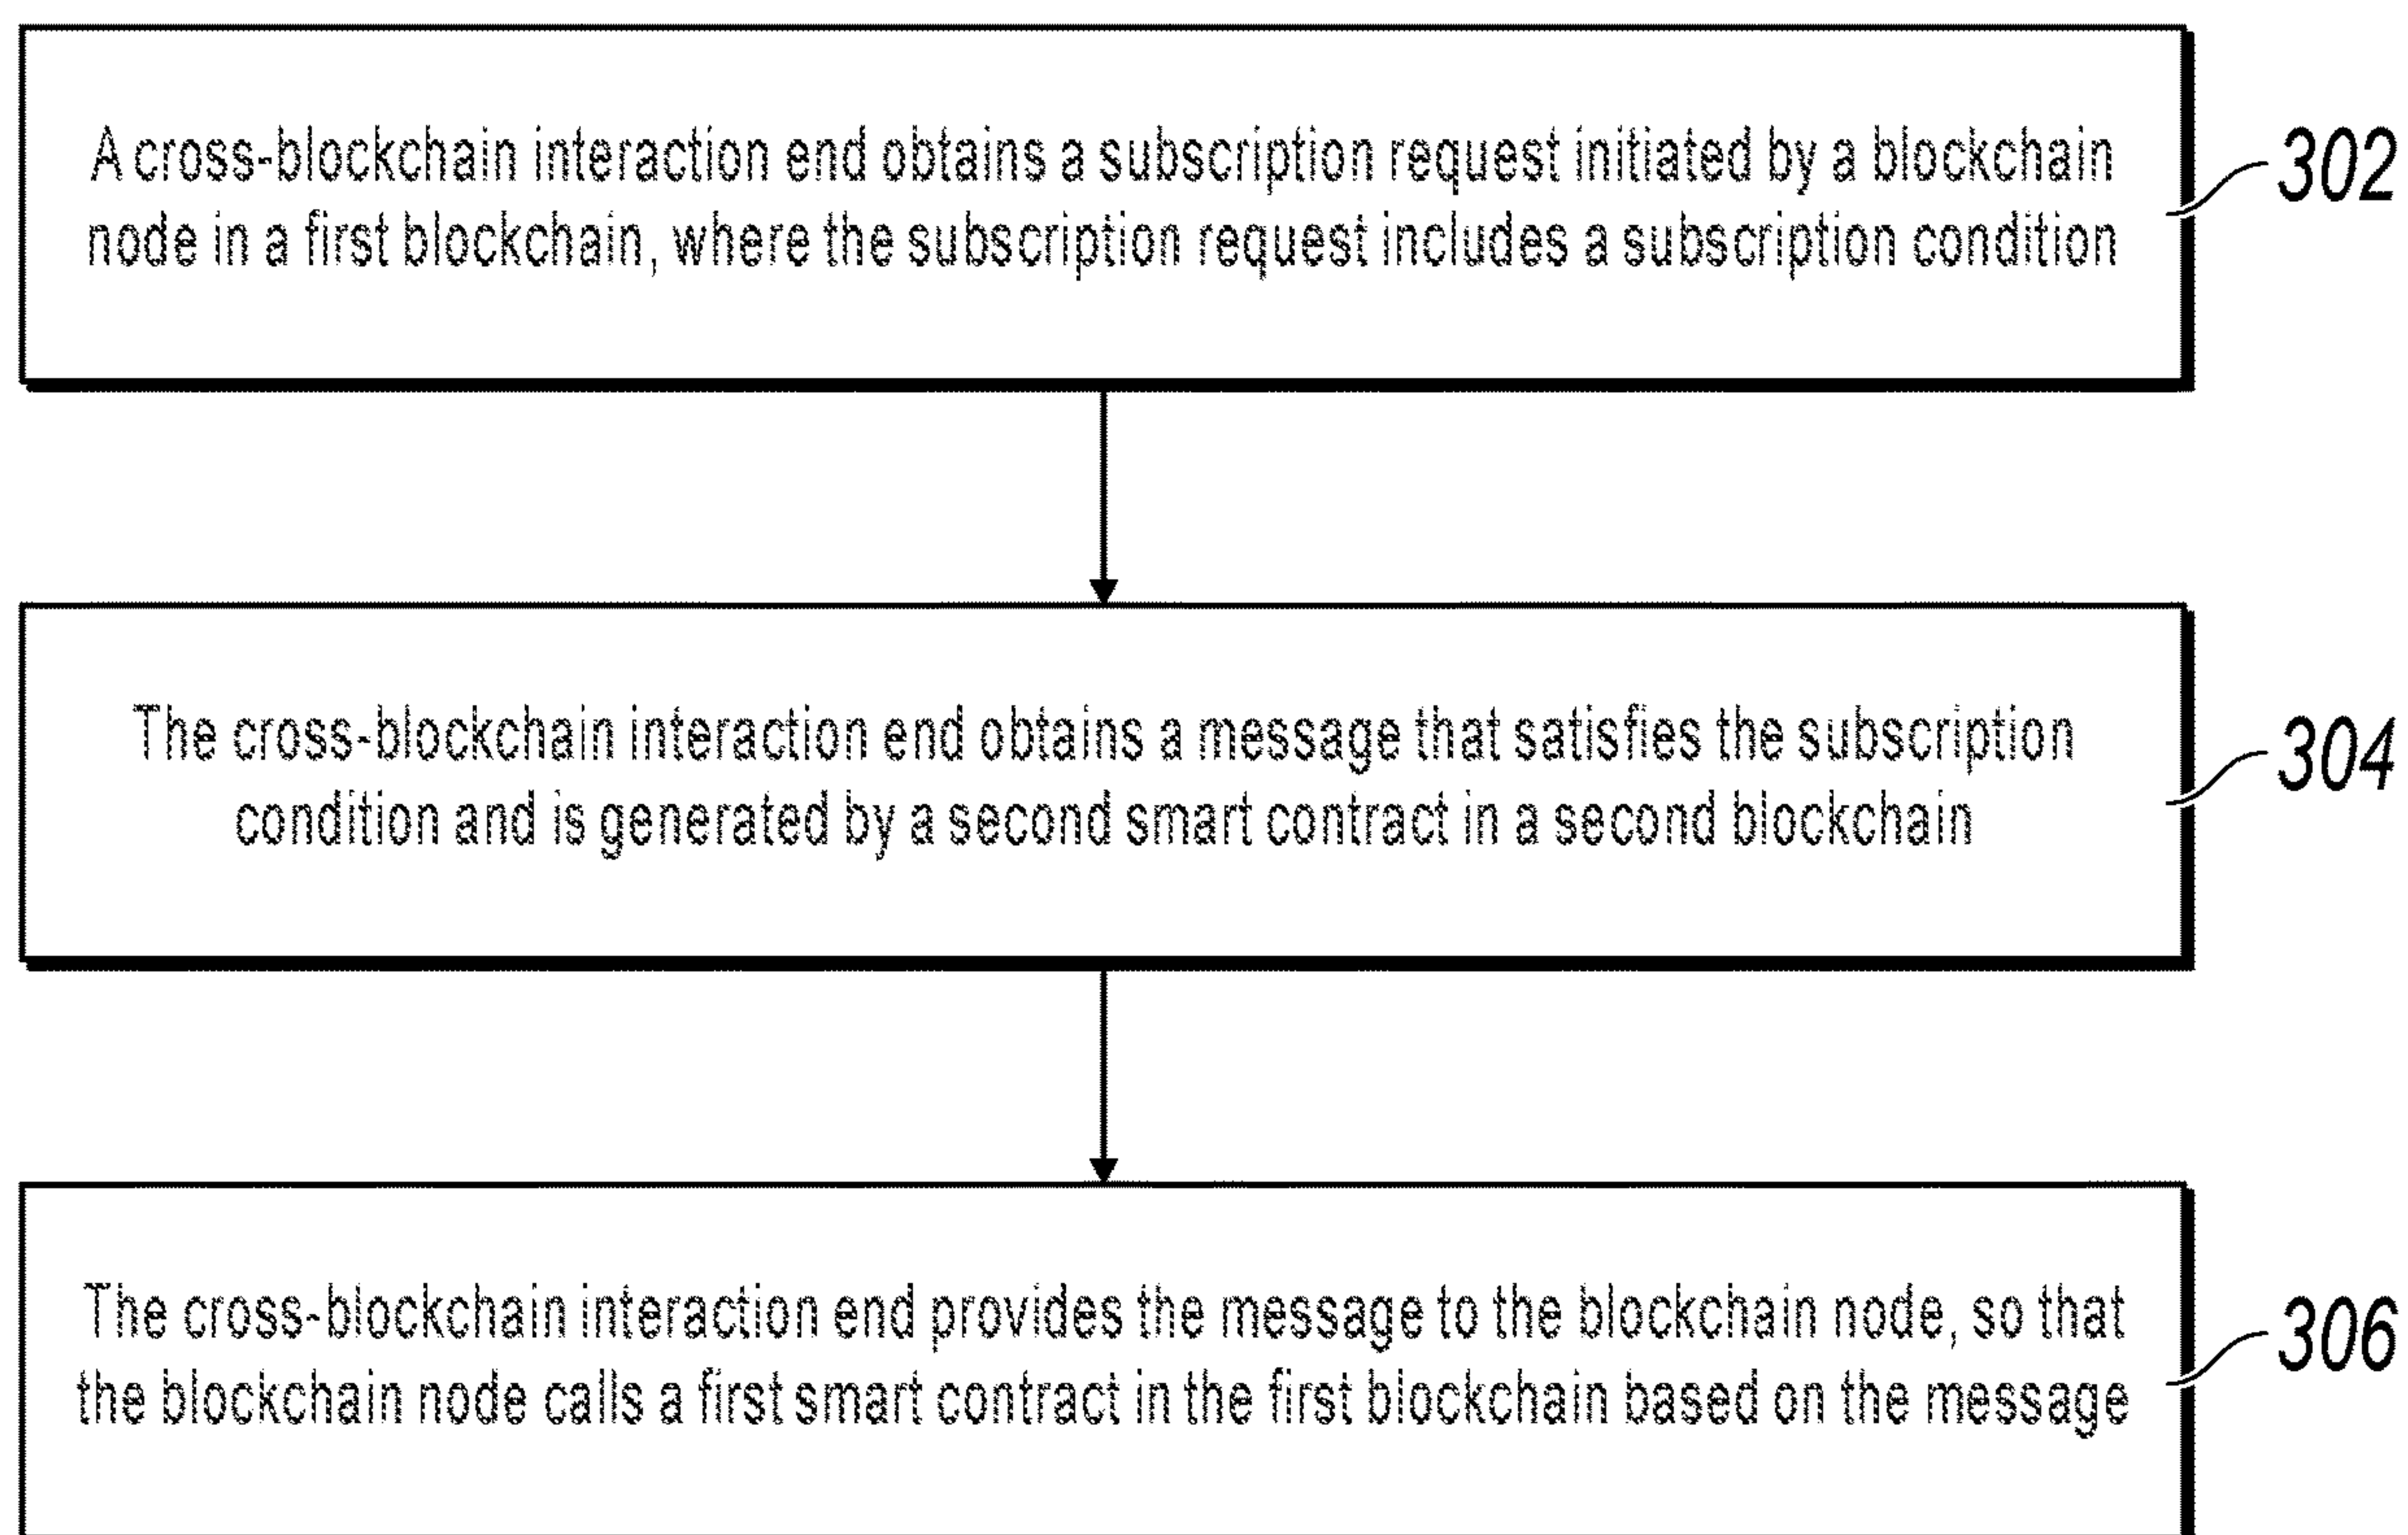 A cross-blockchain interaction end obtains a subscription request initiated by a blockchain
node in a first blockchain, where the subscription request includes a subscription condition
302
The cross-blockchain interaction end obtains a message that satisfies the subscription
condition and is generated by a second smart contract in a second blockchain
304
The cross-blockchain interaction end provides the message to the blockchain node, so that
the blockchain node calls a first smart contract in the first blockchain based on the message
306